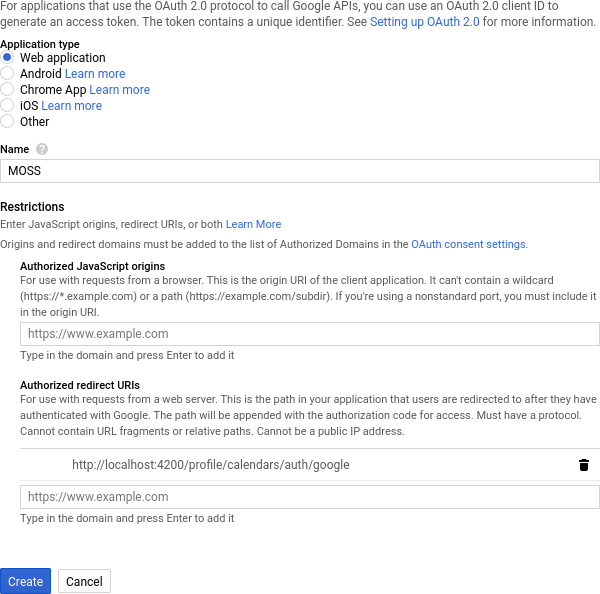 For applications that use the OAuth 2.0 protocol to call Google APIs, you can use an OAuth 2.0 client ID to
generate an access token. The token contains a unique identifier. See Setting up OAuth 2.0 for more information.
Application type
Web application
Android Learn more
Chrome App Learn more
iOS Learn more
Other
Name ?
MOSS
Restrictions
Enter JavaScript origins, redirect URIs, or both Learn More
Origins and redirect domains must be added to the list of Authorized Domains in the OAuth consent settings.
Authorized JavaScript origins
For use with requests from a browser. This is the origin URI of the client application. It can't contain a wildcard
(https://*.example.com) or a path (https://example.com/subdir). If you're using a nonstandard port, you must include it
in the origin URI.
https://www.example.com
Type in the domain and press Enter to add it
Authorized redirect URIs
For use with requests from a web server. This is the path in your application that users are redirected to after they have
authenticated with Google. The path will be appended with the authorization code for access. Must have a protocol.
Cannot contain URL fragments or relative paths. Cannot be a public IP address.
http://localhost:4200/profile/calendars/auth/google
https://www.example.com
Type in the domain and press Enter to add it
Create Cancel